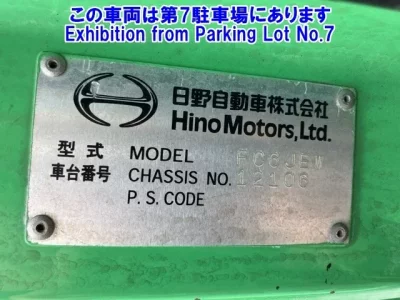 この車両は第7駐車場にあります
Exhibition from Parking Lot No.7
日野自動車株式会社
Hino Motors, Ltd.
型式 MODEL FC6JEW
車台番号 CHASSIS NO. 12106
P. S. CODE